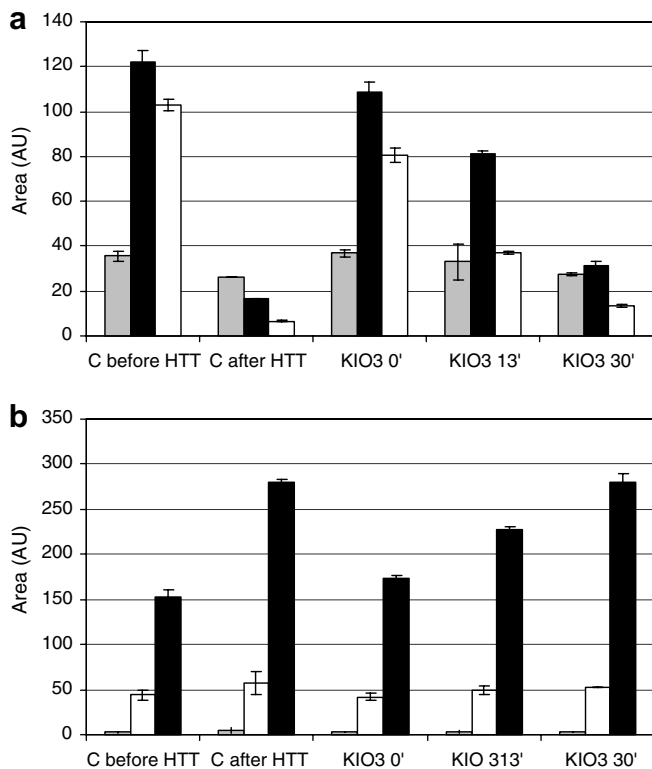 a
140
120
100
80
60
40
20
0
Area (AU)
C before HTT C after HTT KIO3 0' KIO3 13' KIO3 30'
b
350
300
250
200
150
100
50
0
Area (AU)
C before HTT C after HTT KIO3 0' KIO 313' KIO3 30'